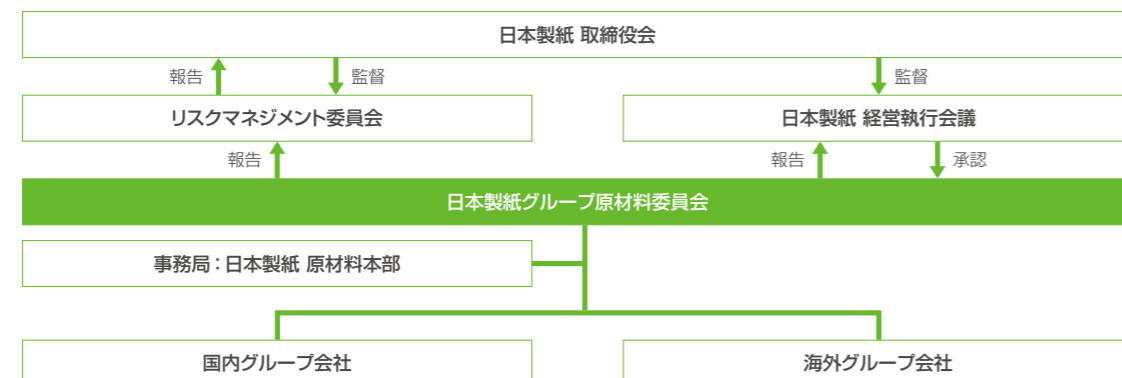 日本製紙 取締役会
報告
監督
監督
リスクマネジメント委員会
日本製紙 経営執行会議
報告
報告
承認
日本製紙グループ原材料委員会
事務局：日本製紙 原材料本部
国内グループ会社
海外グループ会社